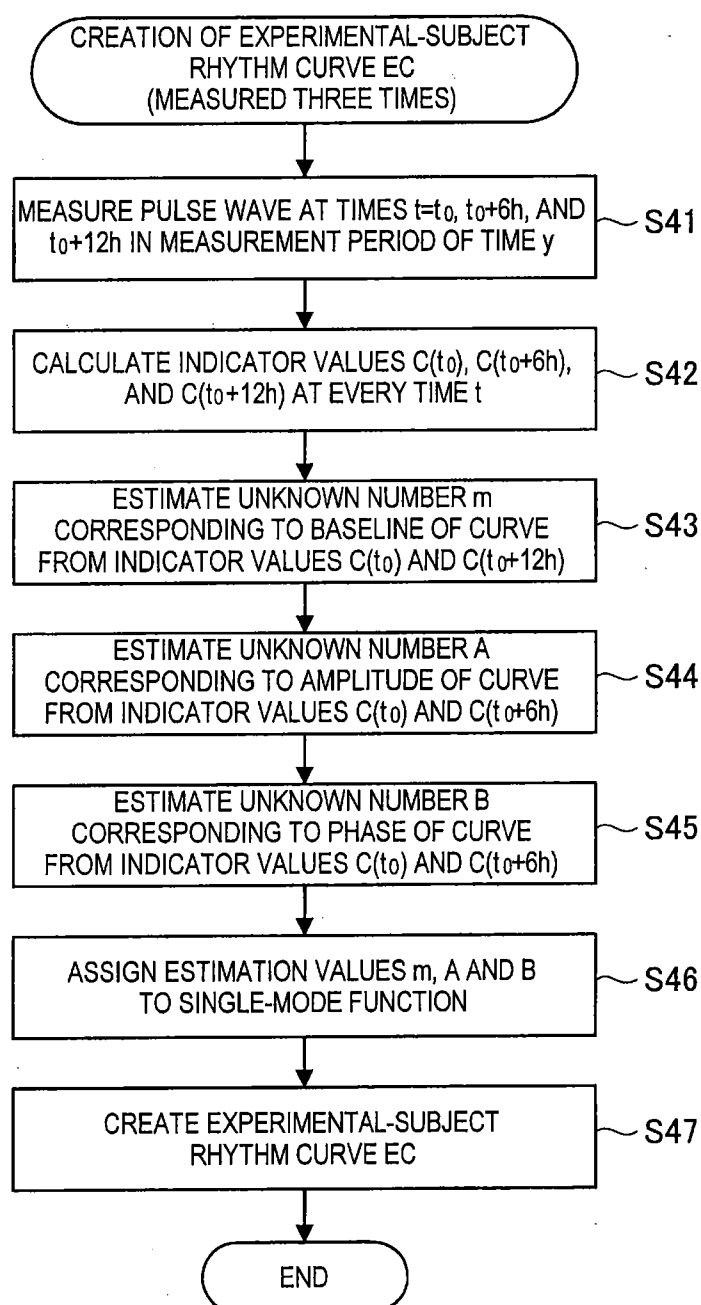 CREATION OF EXPERIMENTAL-SUBJECT
RHYTHM CURVE EC
(MEASURED THREE TIMES)
MEASURE PULSE WAVE AT TIMES t=t0, t0+6h, AND
t0+12h IN MEASUREMENT PERIOD OF TIME y
S41
CALCULATE INDICATOR VALUES C(t0), C(t0+6h),
AND C(t0+12h) AT EVERY TIME t
S42
ESTIMATE UNKNOWN NUMBER m
CORRESPONDING TO BASELINE OF CURVE
FROM INDICATOR VALUES C(t0) AND C(t0+12h)
S43
ESTIMATE UNKNOWN NUMBER A
CORRESPONDING TO AMPLITUDE OF CURVE
FROM INDICATOR VALUES C(t0) AND C(t0+6h)
S44
ESTIMATE UNKNOWN NUMBER B
CORRESPONDING TO PHASE OF CURVE
FROM INDICATOR VALUES C(t0) AND C(t0+6h)
S45
ASSIGN ESTIMATION VALUES m, A AND B
TO SINGLE-MODE FUNCTION
S46
CREATE EXPERIMENTAL-SUBJECT
RHYTHM CURVE EC
S47
END